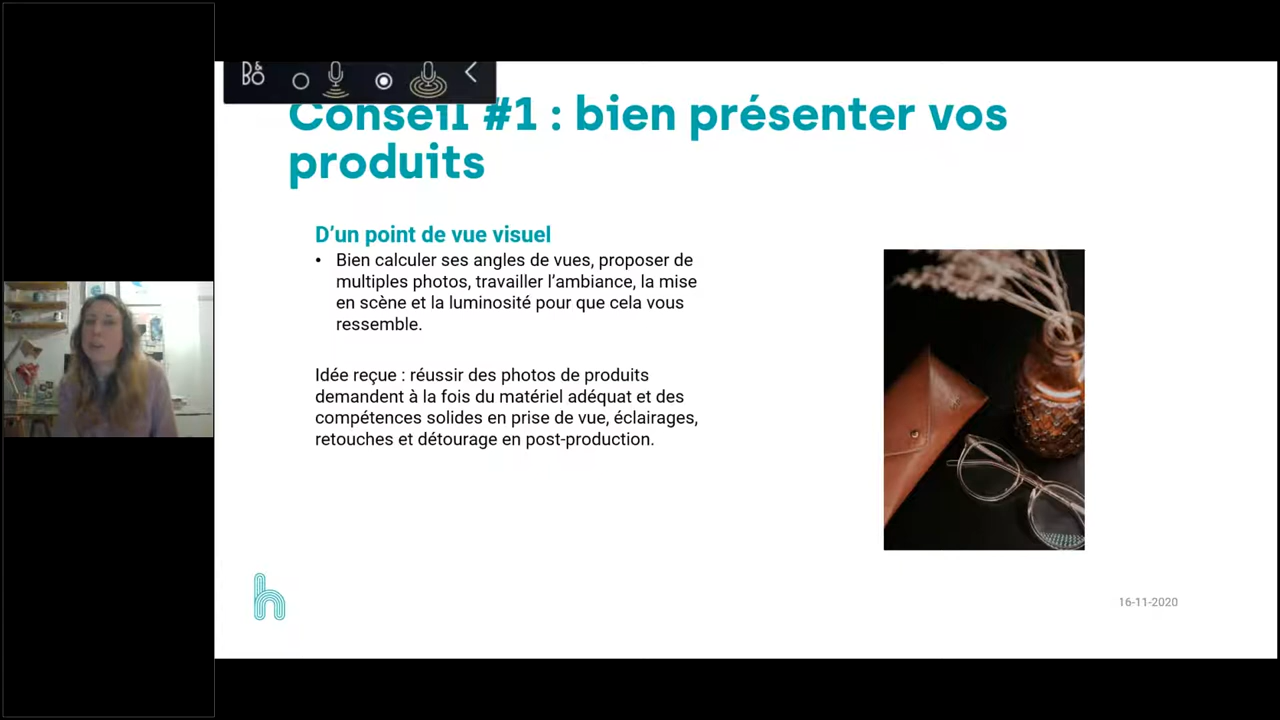 B&O
Conseil #1 : bien présenter vos
produits
D’un point de vue visuel
• Bien calculer ses angles de vues, proposer de
multiples photos, travailler l’ambiance, la mise
en scène et la luminosité pour que cela vous
ressemble.
Idée reçue : réussir des photos de produits
demandent à la fois du matériel adéquat et des
compétences solides en prise de vue, éclairages,
retouches et détourage en post-production.
h
16-11-2020